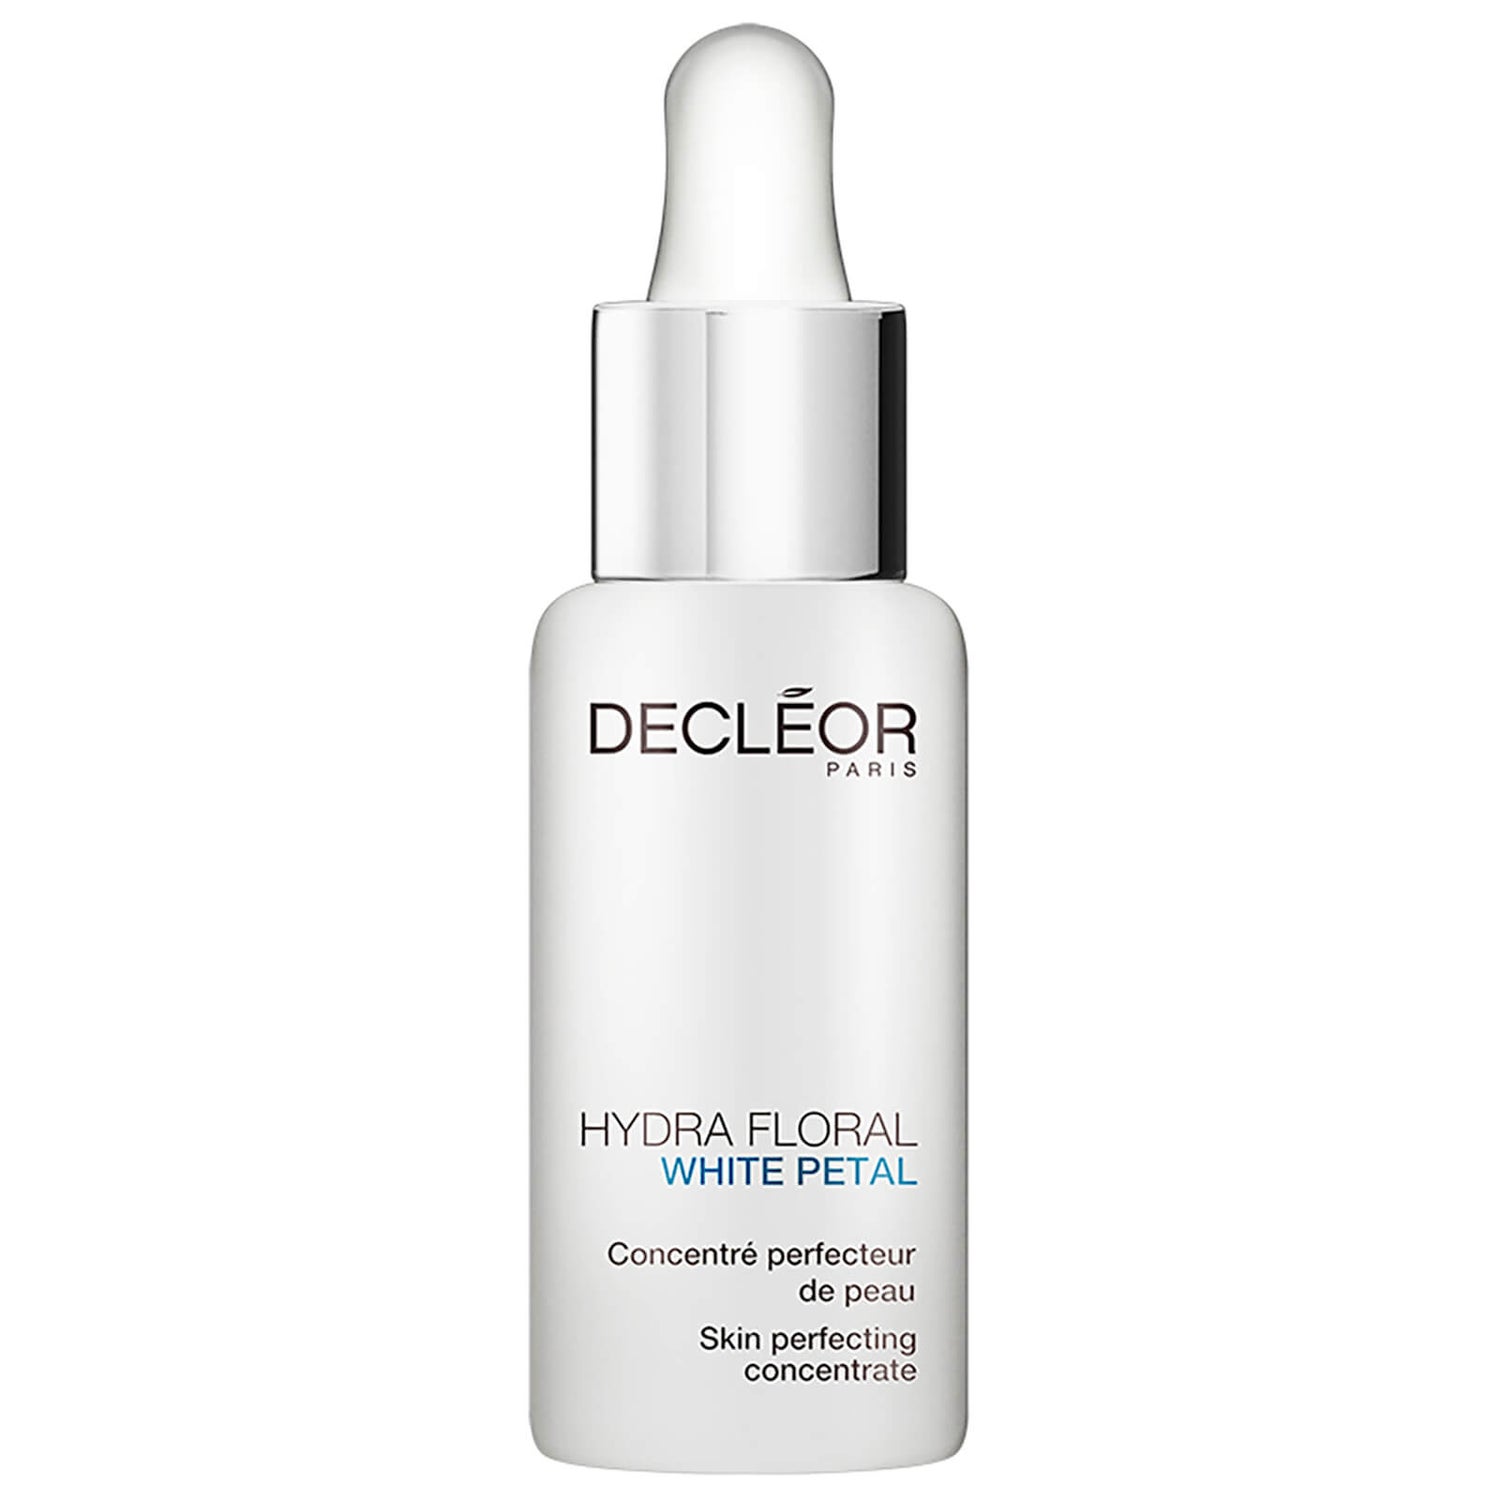 DECLÉOR
PARIS
HYDRA FLORAL
WHITE PETAL
Concentré perfecteur
de peau
Skin perfecting
concentrate